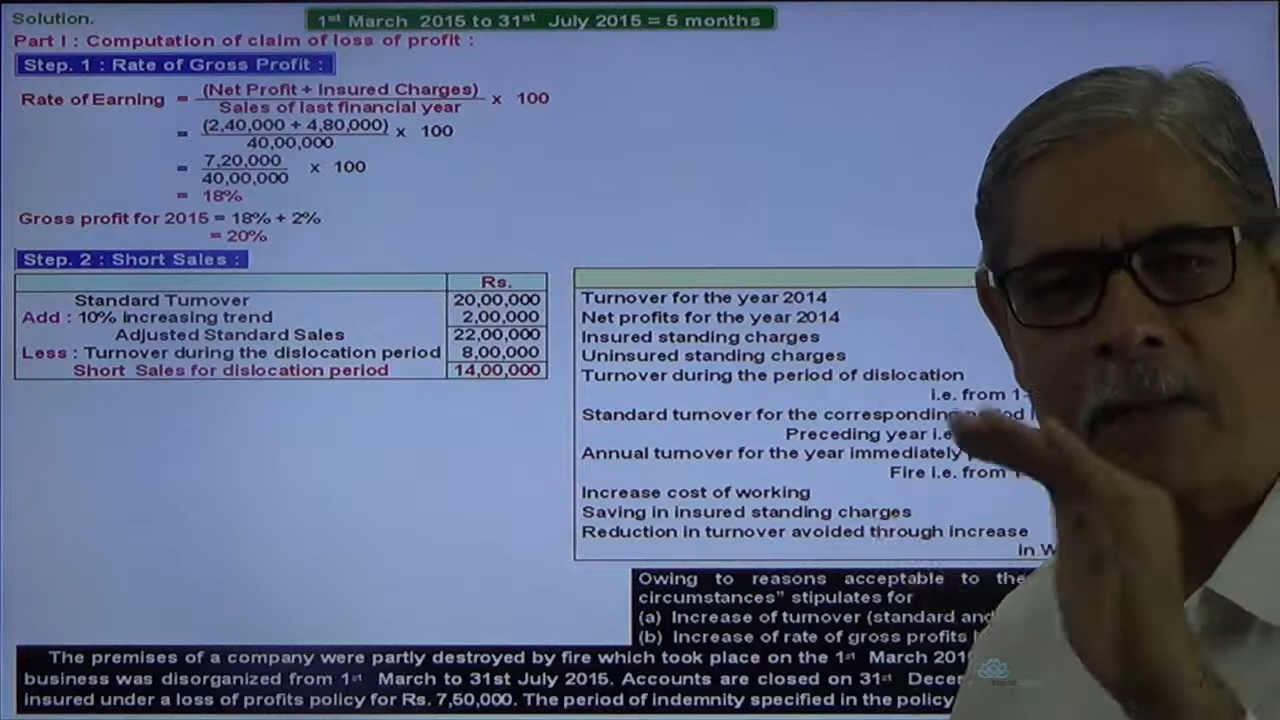 Solution.
1st March 2015 to 31st July 2015 = 5 months
Part I : Computation of claim of loss of profit :
Step. 1 : Rate of Gross Profit :
Rate of Earning = (Net Profit + Insured Charges) / Sales of last financial year x 100
= (2,40,000 + 4,80,000) / 40,00,000 x 100
= 7,20,000 / 40,00,000 x 100
= 18%
Gross profit for 2015 = 18% + 2%
= 20%
Step. 2 : Short Sales :
Rs.
Standard Turnover 20,00,000
Add : 10% increasing trend 2,00,000
Adjusted Standard Sales 22,00,000
Less : Turnover during the dislocation period 8,00,000
Short Sales for dislocation period 14,00,000
Turnover for the year 2014
Net profits for the year 2014
Insured standing charges
Uninsured standing charges
Turnover during the period of dislocation
i.e. from 1-
Standard turnover for the corresponding
Preceding year i.e
Annual turnover for the year immediately
Fire i.e. from
Increase cost of working
Saving in insured standing charges
Reduction in turnover avoided through increase
in W
Owing to reasons acceptable to the
circumstances” stipulates for
(a) Increase of turnover (standard and
(b) Increase of rate of gross profits
The premises of a company were partly destroyed by fire which took place on the 1st March 201
business was disorganized from 1st March to 31st July 2015. Accounts are closed on 31st Decem
insured under a loss of profits policy for Rs. 7,50,000. The period of indemnity specified in the policy